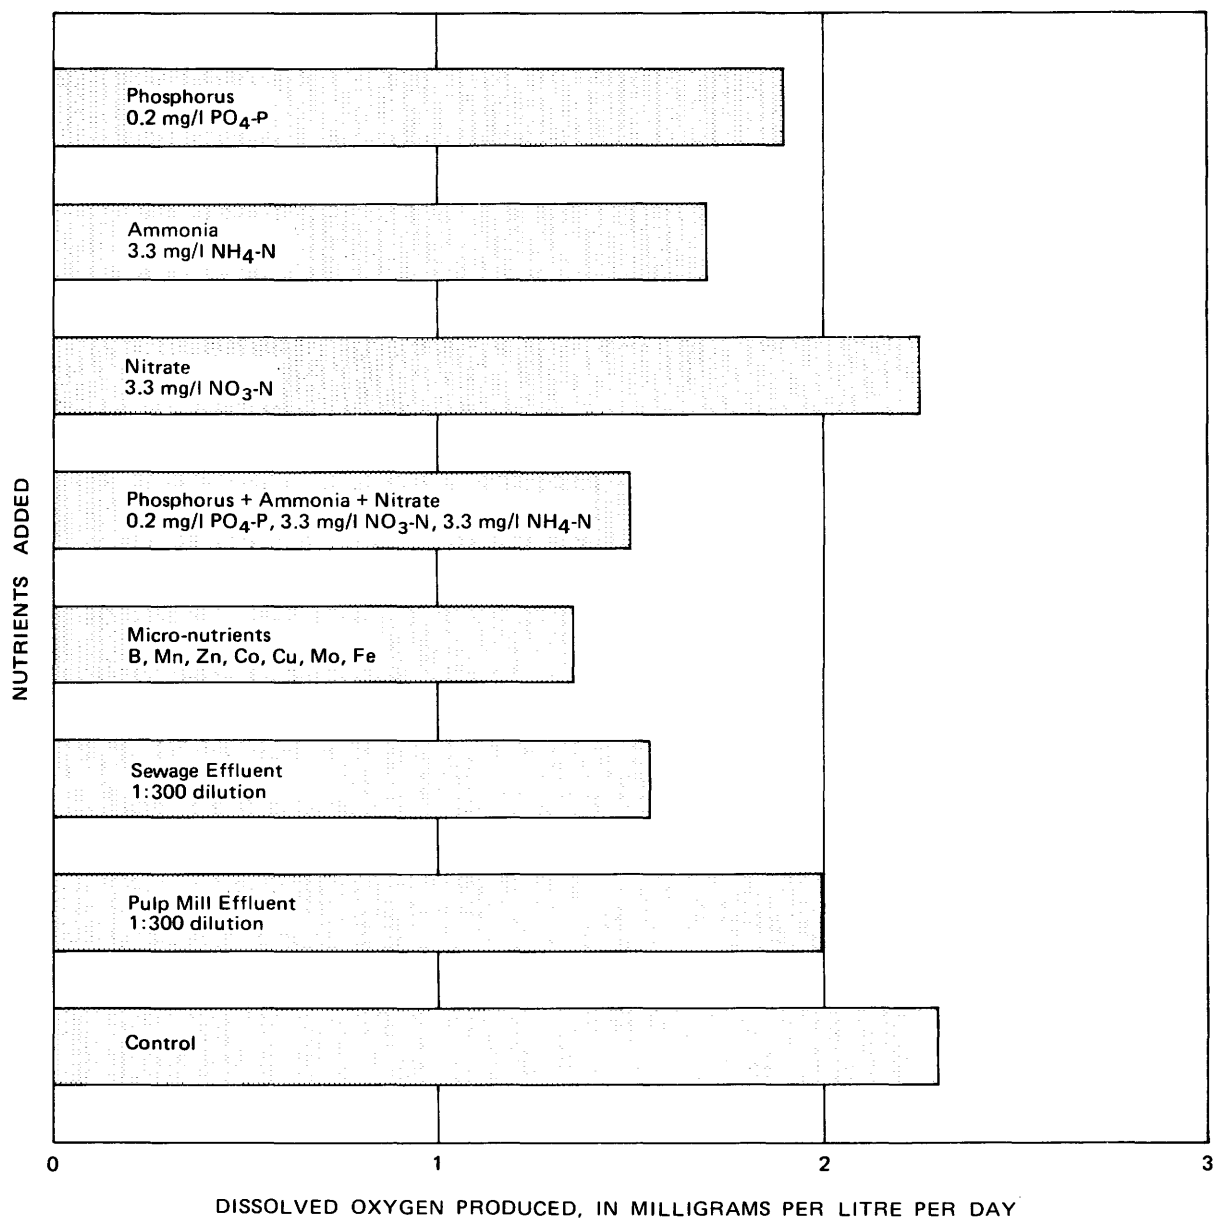 Phosphorus
0.2 mg/l PO4-P
Ammonia
3.3 mg/l NH4-N
Nitrate
3.3 mg/l NO3-N
Phosphorus + Ammonia + Nitrate
0.2 mg/l PO4-P, 3.3 mg/l NO3-N, 3.3 mg/l NH4-N
Micro-nutrients
B, Mn, Zn, Co, Cu, Mo, Fe
Sewage Effluent
1:300 dilution
Pulp Mill Effluent
1:300 dilution
Control
NUTRIENTS ADDED
0 1 2 3
DISSOLVED OXYGEN PRODUCED, IN MILLIGRAMS PER LITRE PER DAY